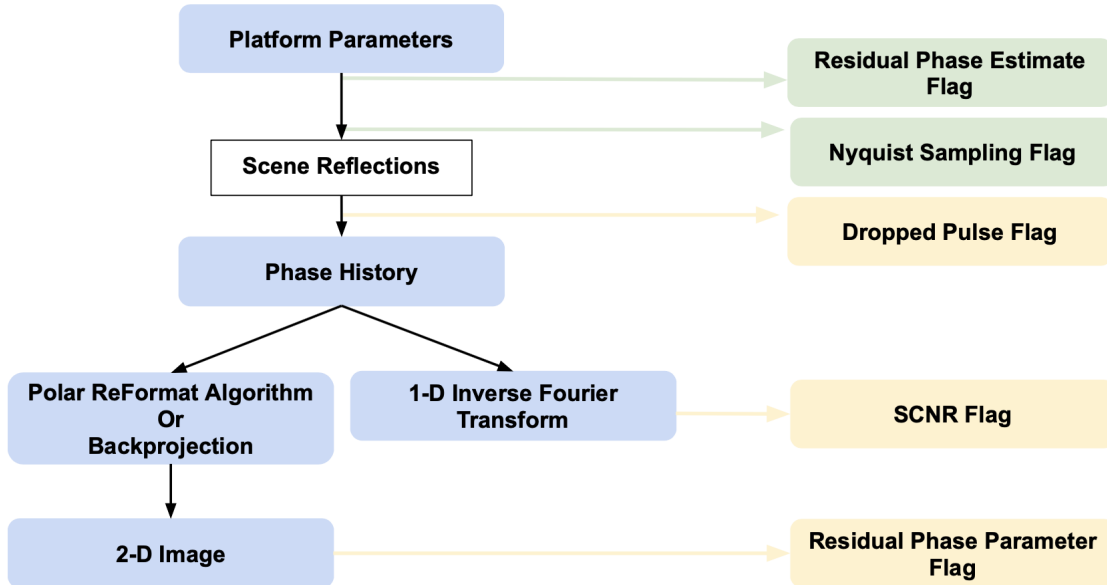 Platform Parameters
Residual Phase Estimate
Flag
Nyquist Sampling Flag
Scene Reflections
Dropped Pulse Flag
Phase History
Polar ReFormat Algorithm
Or
Backprojection
1-D Inverse Fourier
Transform
SCNR Flag
2-D Image
Residual Phase Parameter
Flag